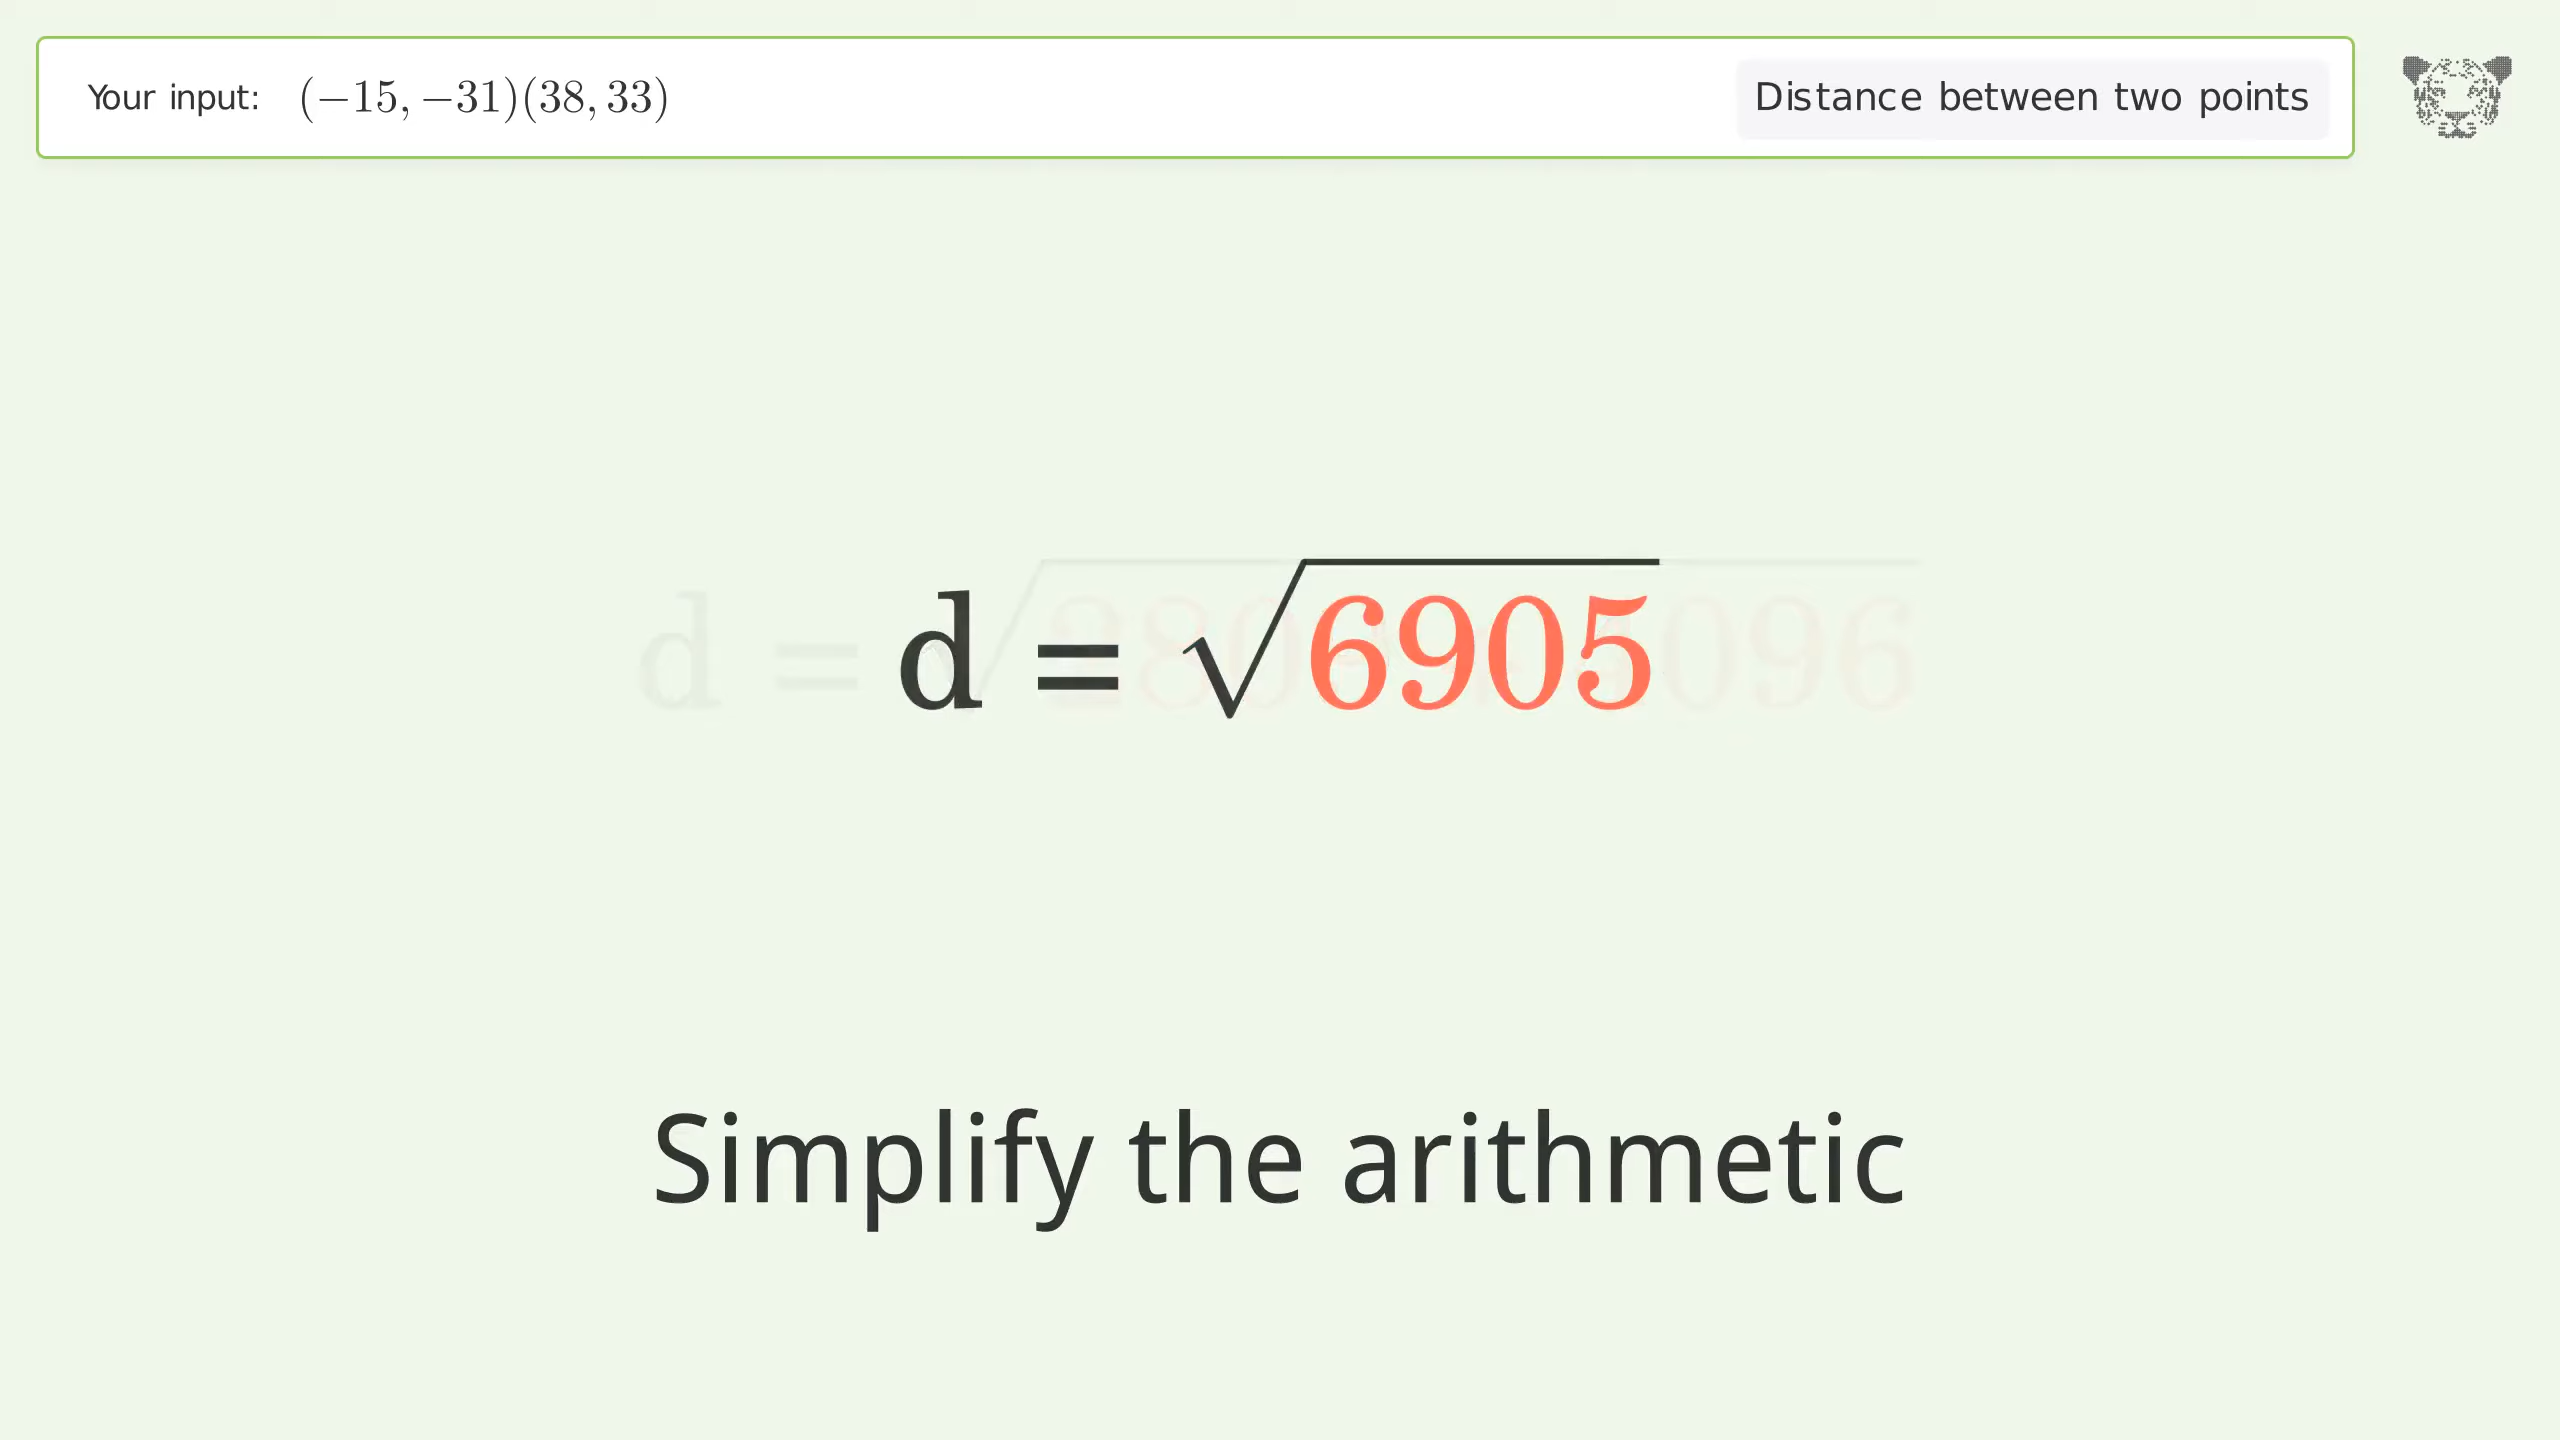 Your input: (−15, −31)(38, 33)
Distance between two points
d = √6905
Simplify the arithmetic